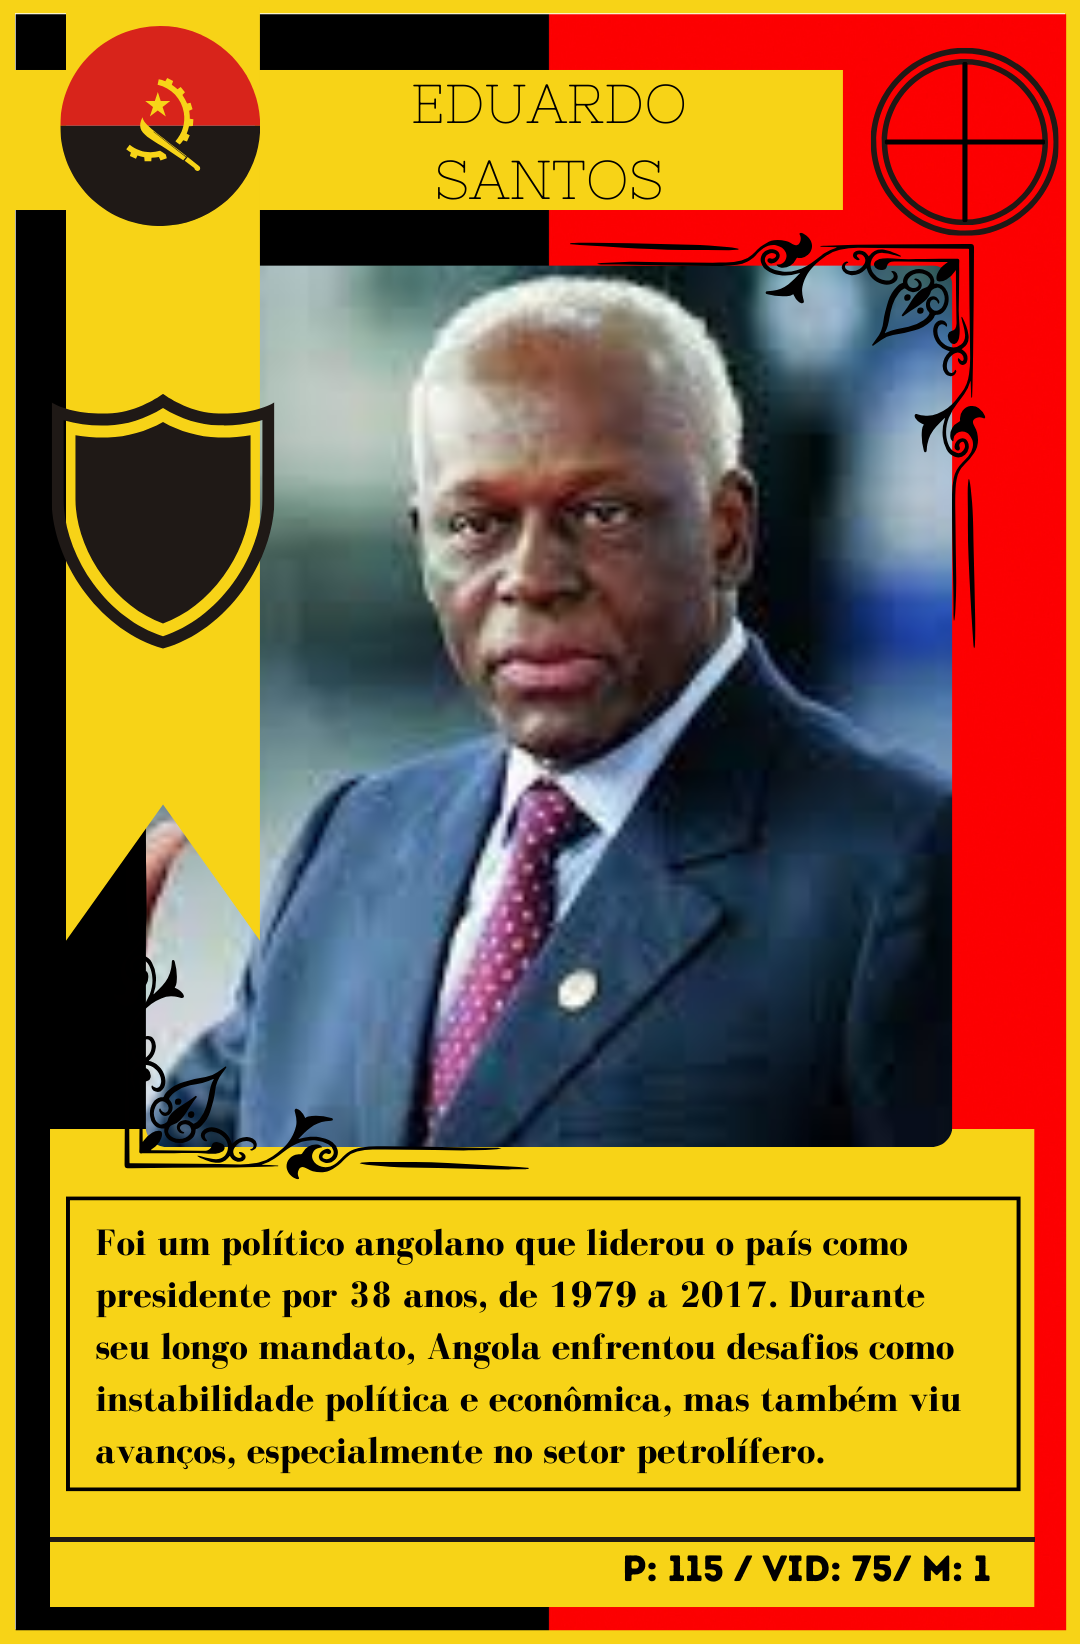 EDUARDO
SANTOS
Foi um político angolano que liderou o país como
presidente por 38 anos, de 1979 a 2017. Durante
seu longo mandato, Angola enfrentou desafios como
instabilidade política e econômica, mas também viu
avanços, especialmente no setor petrolífero.
P: 115 / VID: 75/ M: 1